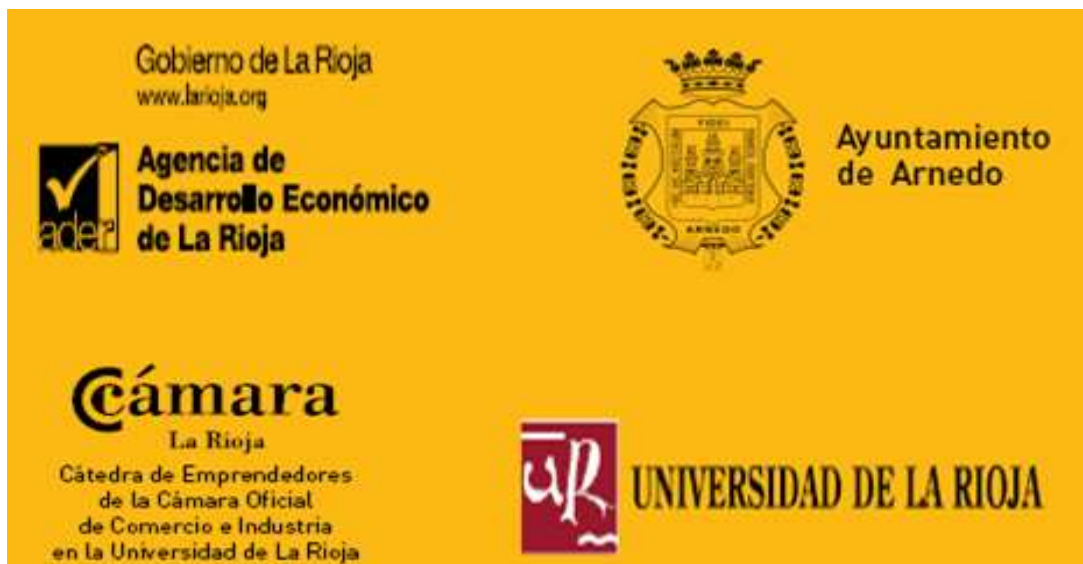 Gobierno de La Rioja
www.larioja.org
ader
Agencia de
Desarrollo Económico
de La Rioja
ARNEDO
Ayuntamiento
de Arnedo
Cámara
La Rioja
Cátedra de Emprendedores
de la Cámara Oficial
de Comercio e Industria
en la Universidad de La Rioja
UR
UNIVERSIDAD DE LA RIOJA